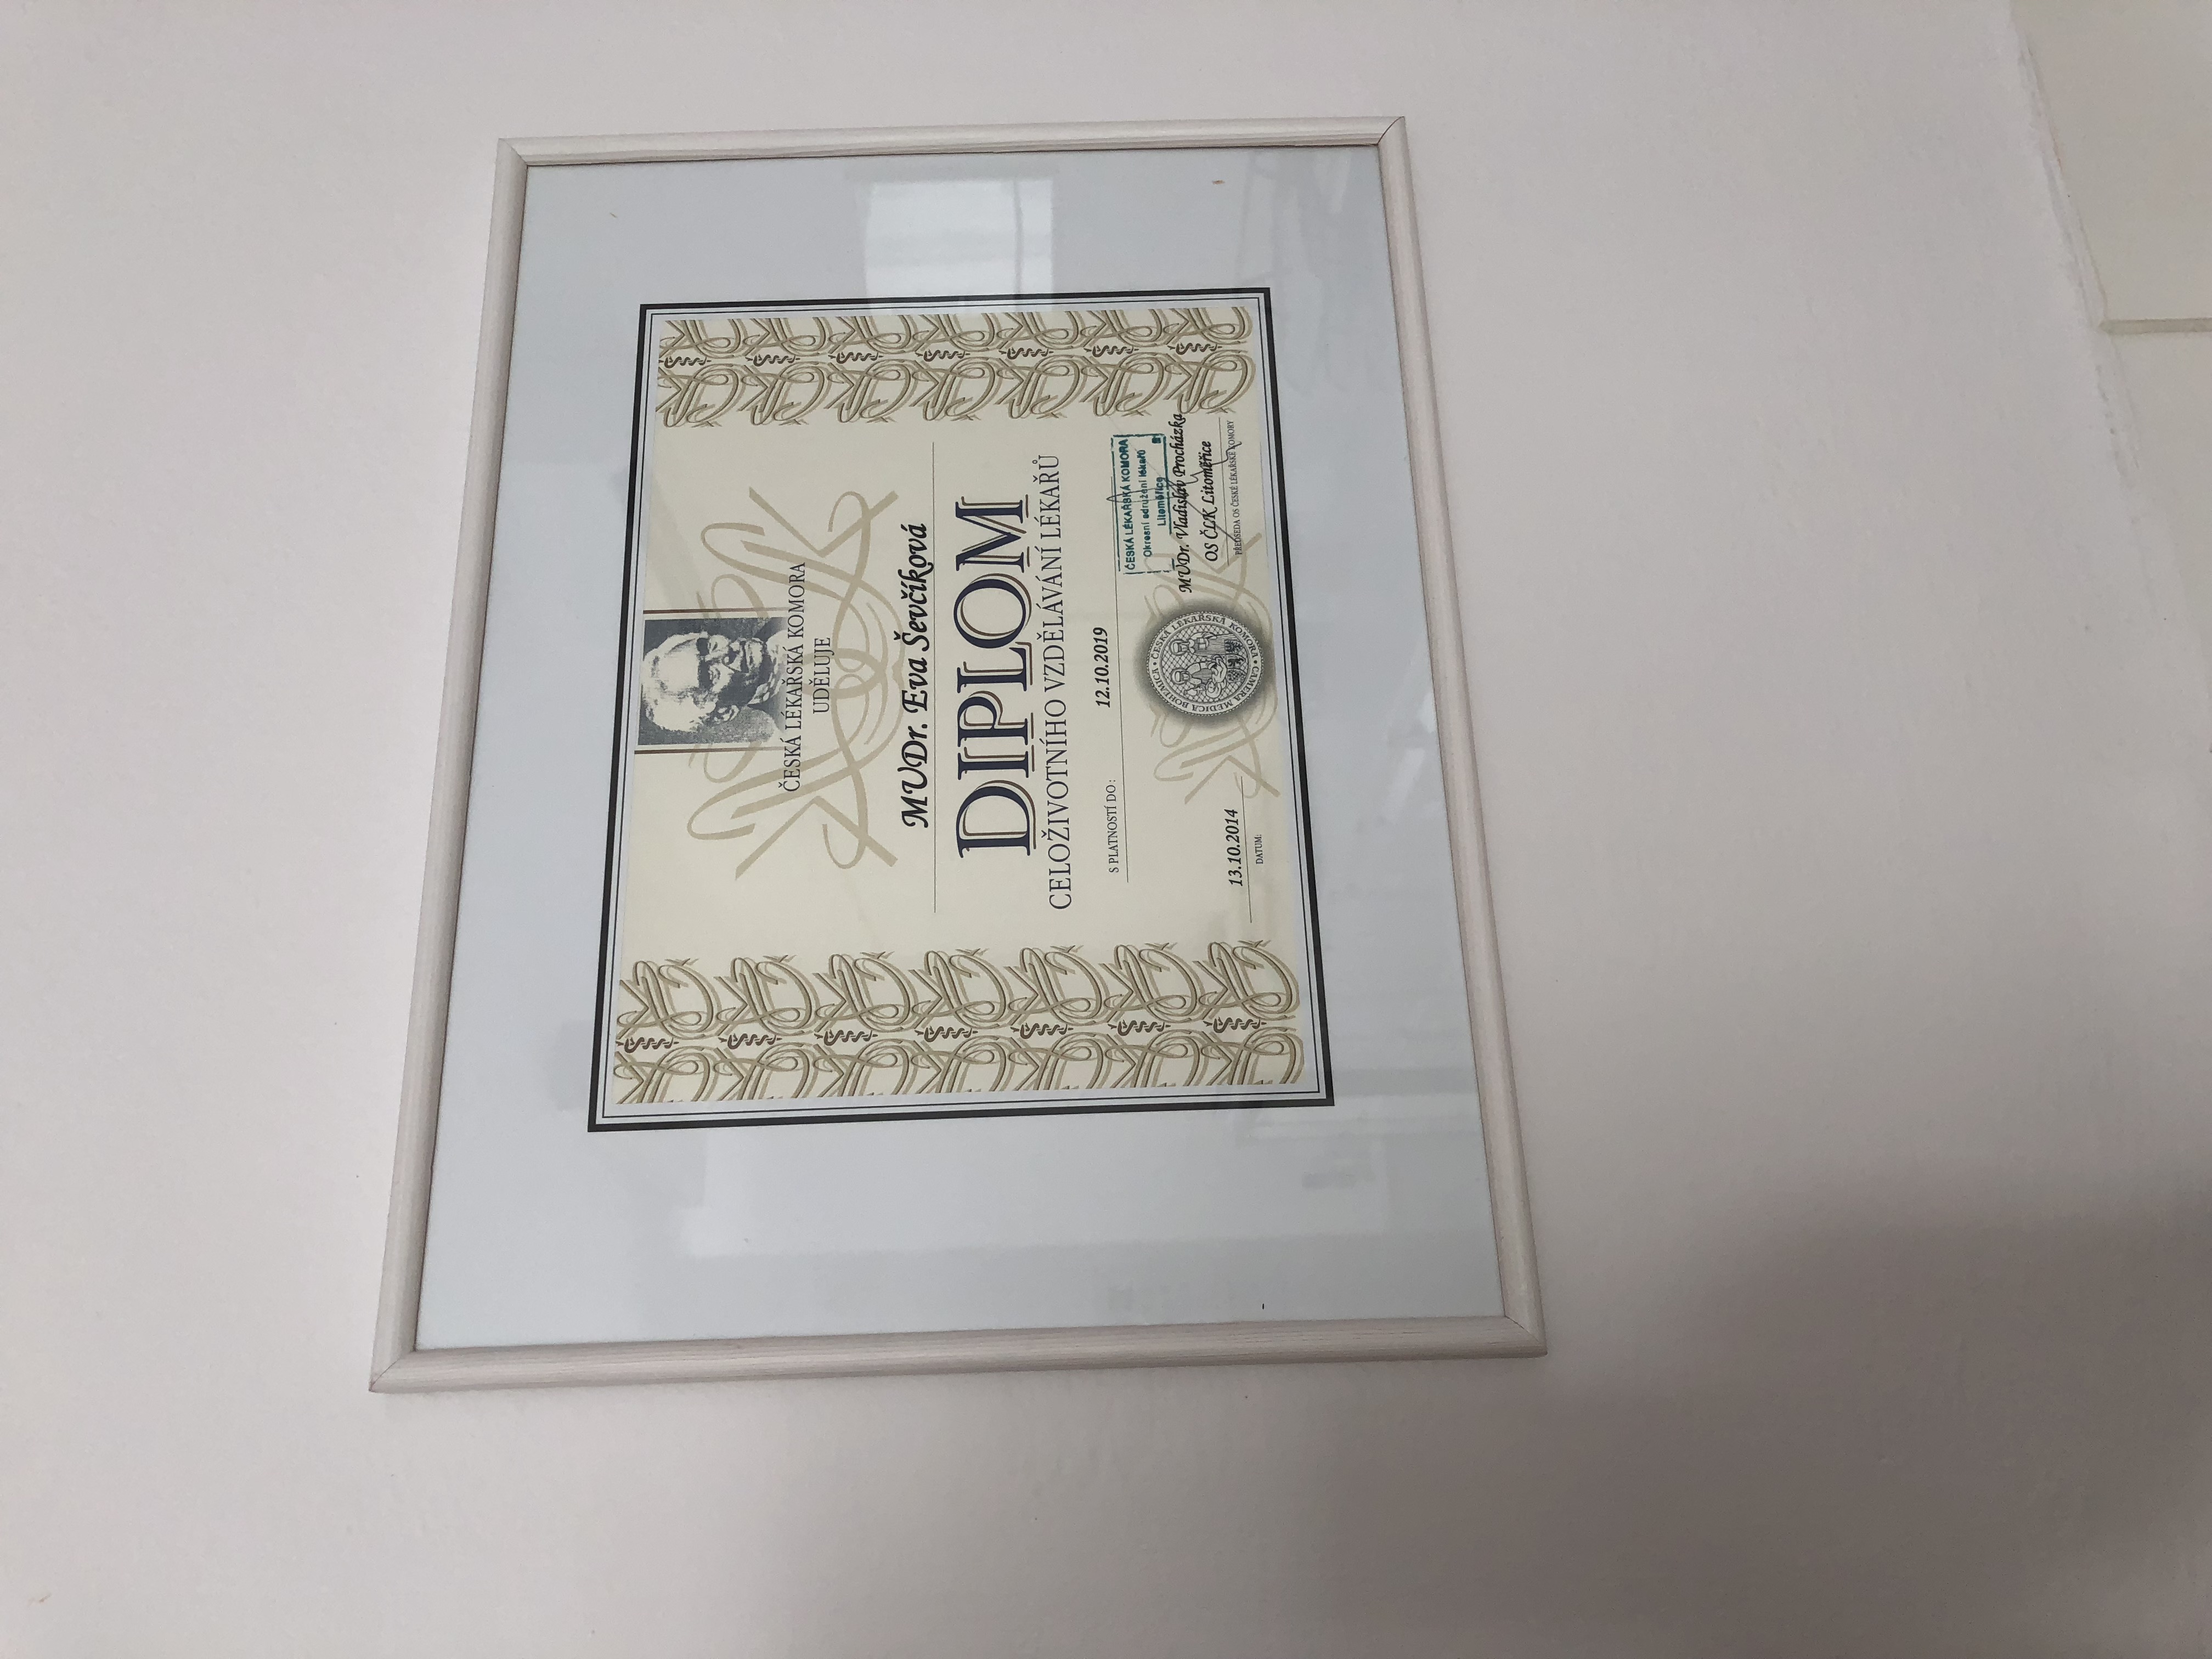 ČESKÁ LÉKAŘSKÁ KOMORA
UDĚLUJE
MUDr. Eva Ševčíková
DIPLOM
CELOŽIVOTNÍHO VZDĚLÁVÁNÍ LÉKAŘŮ
S PLATNOSTÍ DO:
12.10.2019
ČESKÁ LÉKAŘSKÁ KOMORA
Okresní sdružení lékařů
Litoměřice
MUDr. Vladislav Procházka
OS ČLK Litoměřice
PŘEDSEDA OS ČESKÉ LÉKAŘSKÉ KOMORY
13.10.2014
DATUM:
ČESKÁ LÉKAŘSKÁ KOMORA • CAMERA MEDICA BOHEMICA •